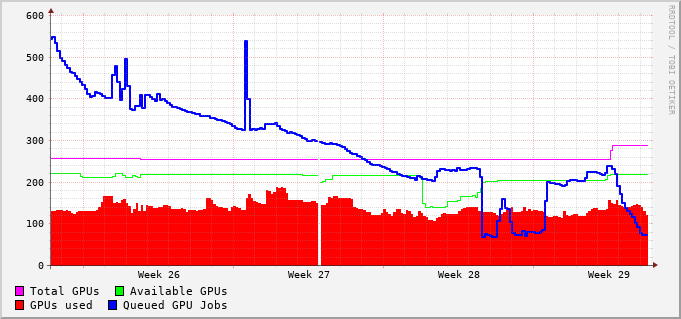 600
500
400
300
200
100
0
Week 26 Week 27 Week 28 Week 29
Total GPUs Available GPUs
GPUs used Queued GPU Jobs
RRDTOOL / TOBI OETIKER